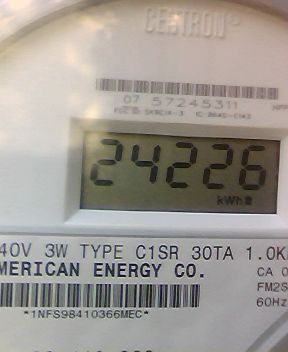 CENTRON®
07 57245311
24226
kWh
40V 3W TYPE C1SR 30TA 1.0K
MERICAN ENERGY CO.
CA 0
FM2S
60Hz
*1NFS98410366MEC*